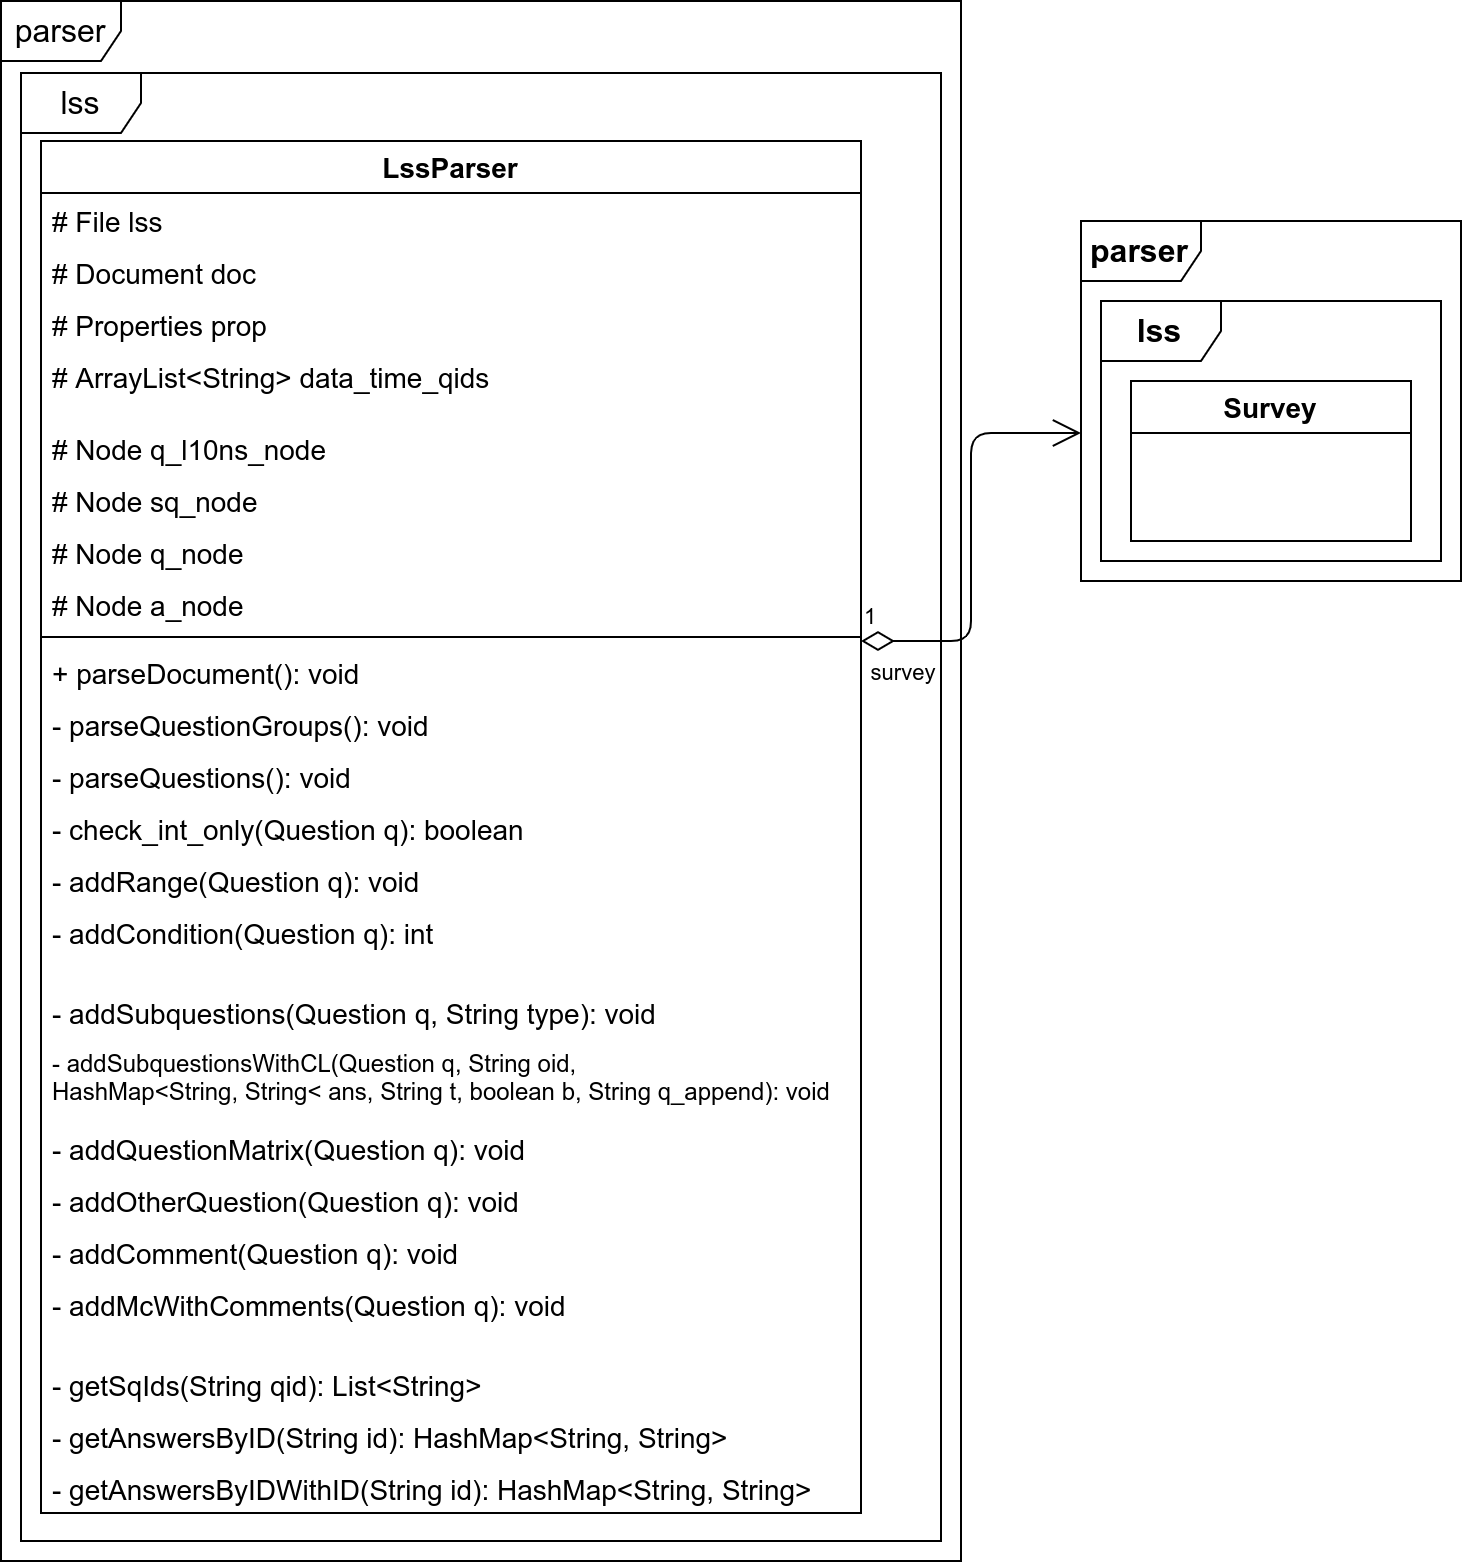 parser
lss
LssParser
# File lss
# Document doc
# Properties prop
# ArrayList<String> data_time_qids
# Node q_l10ns_node
# Node sq_node
# Node q_node
# Node a_node
+ parseDocument(): void
- parseQuestionGroups(): void
- parseQuestions(): void
- check_int_only(Question q): boolean
- addRange(Question q): void
- addCondition(Question q): int
- addSubquestions(Question q, String type): void
- addSubquestionsWithCL(Question q, String oid,
HashMap<String, String< ans, String t, boolean b, String q_append): void
- addQuestionMatrix(Question q): void
- addOtherQuestion(Question q): void
- addComment(Question q): void
- addMcWithComments(Question q): void
- getSqIds(String qid): List<String>
- getAnswersByID(String id): HashMap<String, String>
- getAnswersByIDWithID(String id): HashMap<String, String>
1
survey
parser
lss
Survey